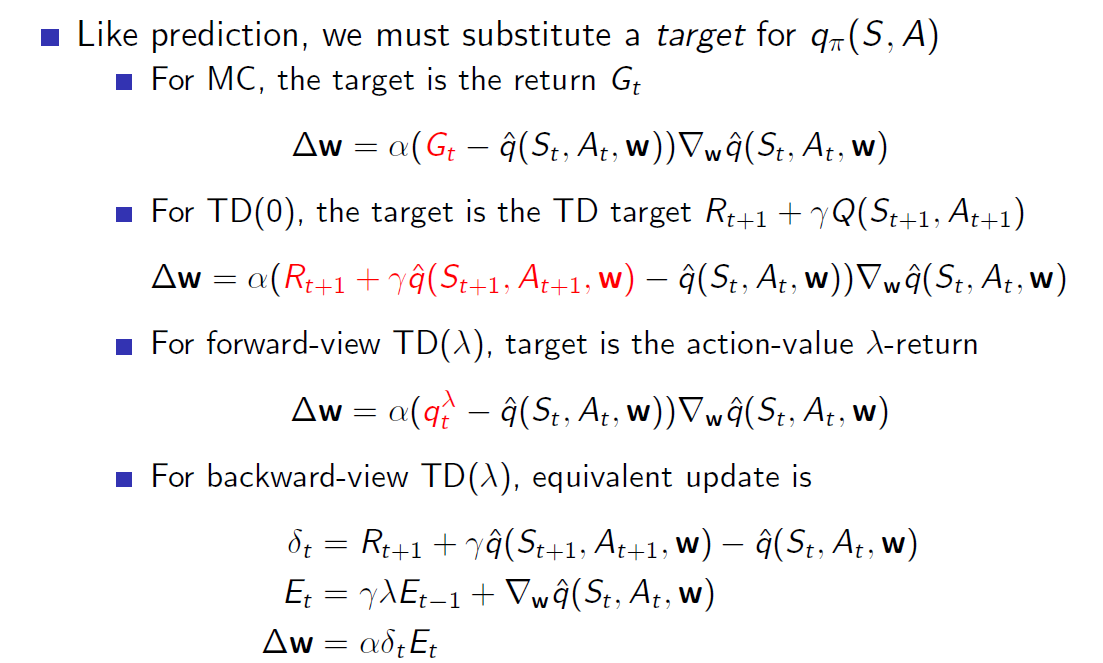 Like prediction, we must substitute a target for qπ(S, A)
For MC, the target is the return Gₜ
Δw = α(Gₜ − q̂(Sₜ, Aₜ, w))∇w q̂(Sₜ, Aₜ, w)
For TD(0), the target is the TD target Rₜ₊₁ + γQ(Sₜ₊₁, Aₜ₊₁)
Δw = α(Rₜ₊₁ + γq̂(Sₜ₊₁, Aₜ₊₁, w) − q̂(Sₜ, Aₜ, w))∇w q̂(Sₜ, Aₜ, w)
For forward-view TD(λ), target is the action-value λ-return
Δw = α(qₜ^λ − q̂(Sₜ, Aₜ, w))∇w q̂(Sₜ, Aₜ, w)
For backward-view TD(λ), equivalent update is
δₜ = Rₜ₊₁ + γq̂(Sₜ₊₁, Aₜ₊₁, w) − q̂(Sₜ, Aₜ, w)
Eₜ = γλEₜ₋₁ + ∇w q̂(Sₜ, Aₜ, w)
Δw = αδₜEₜ